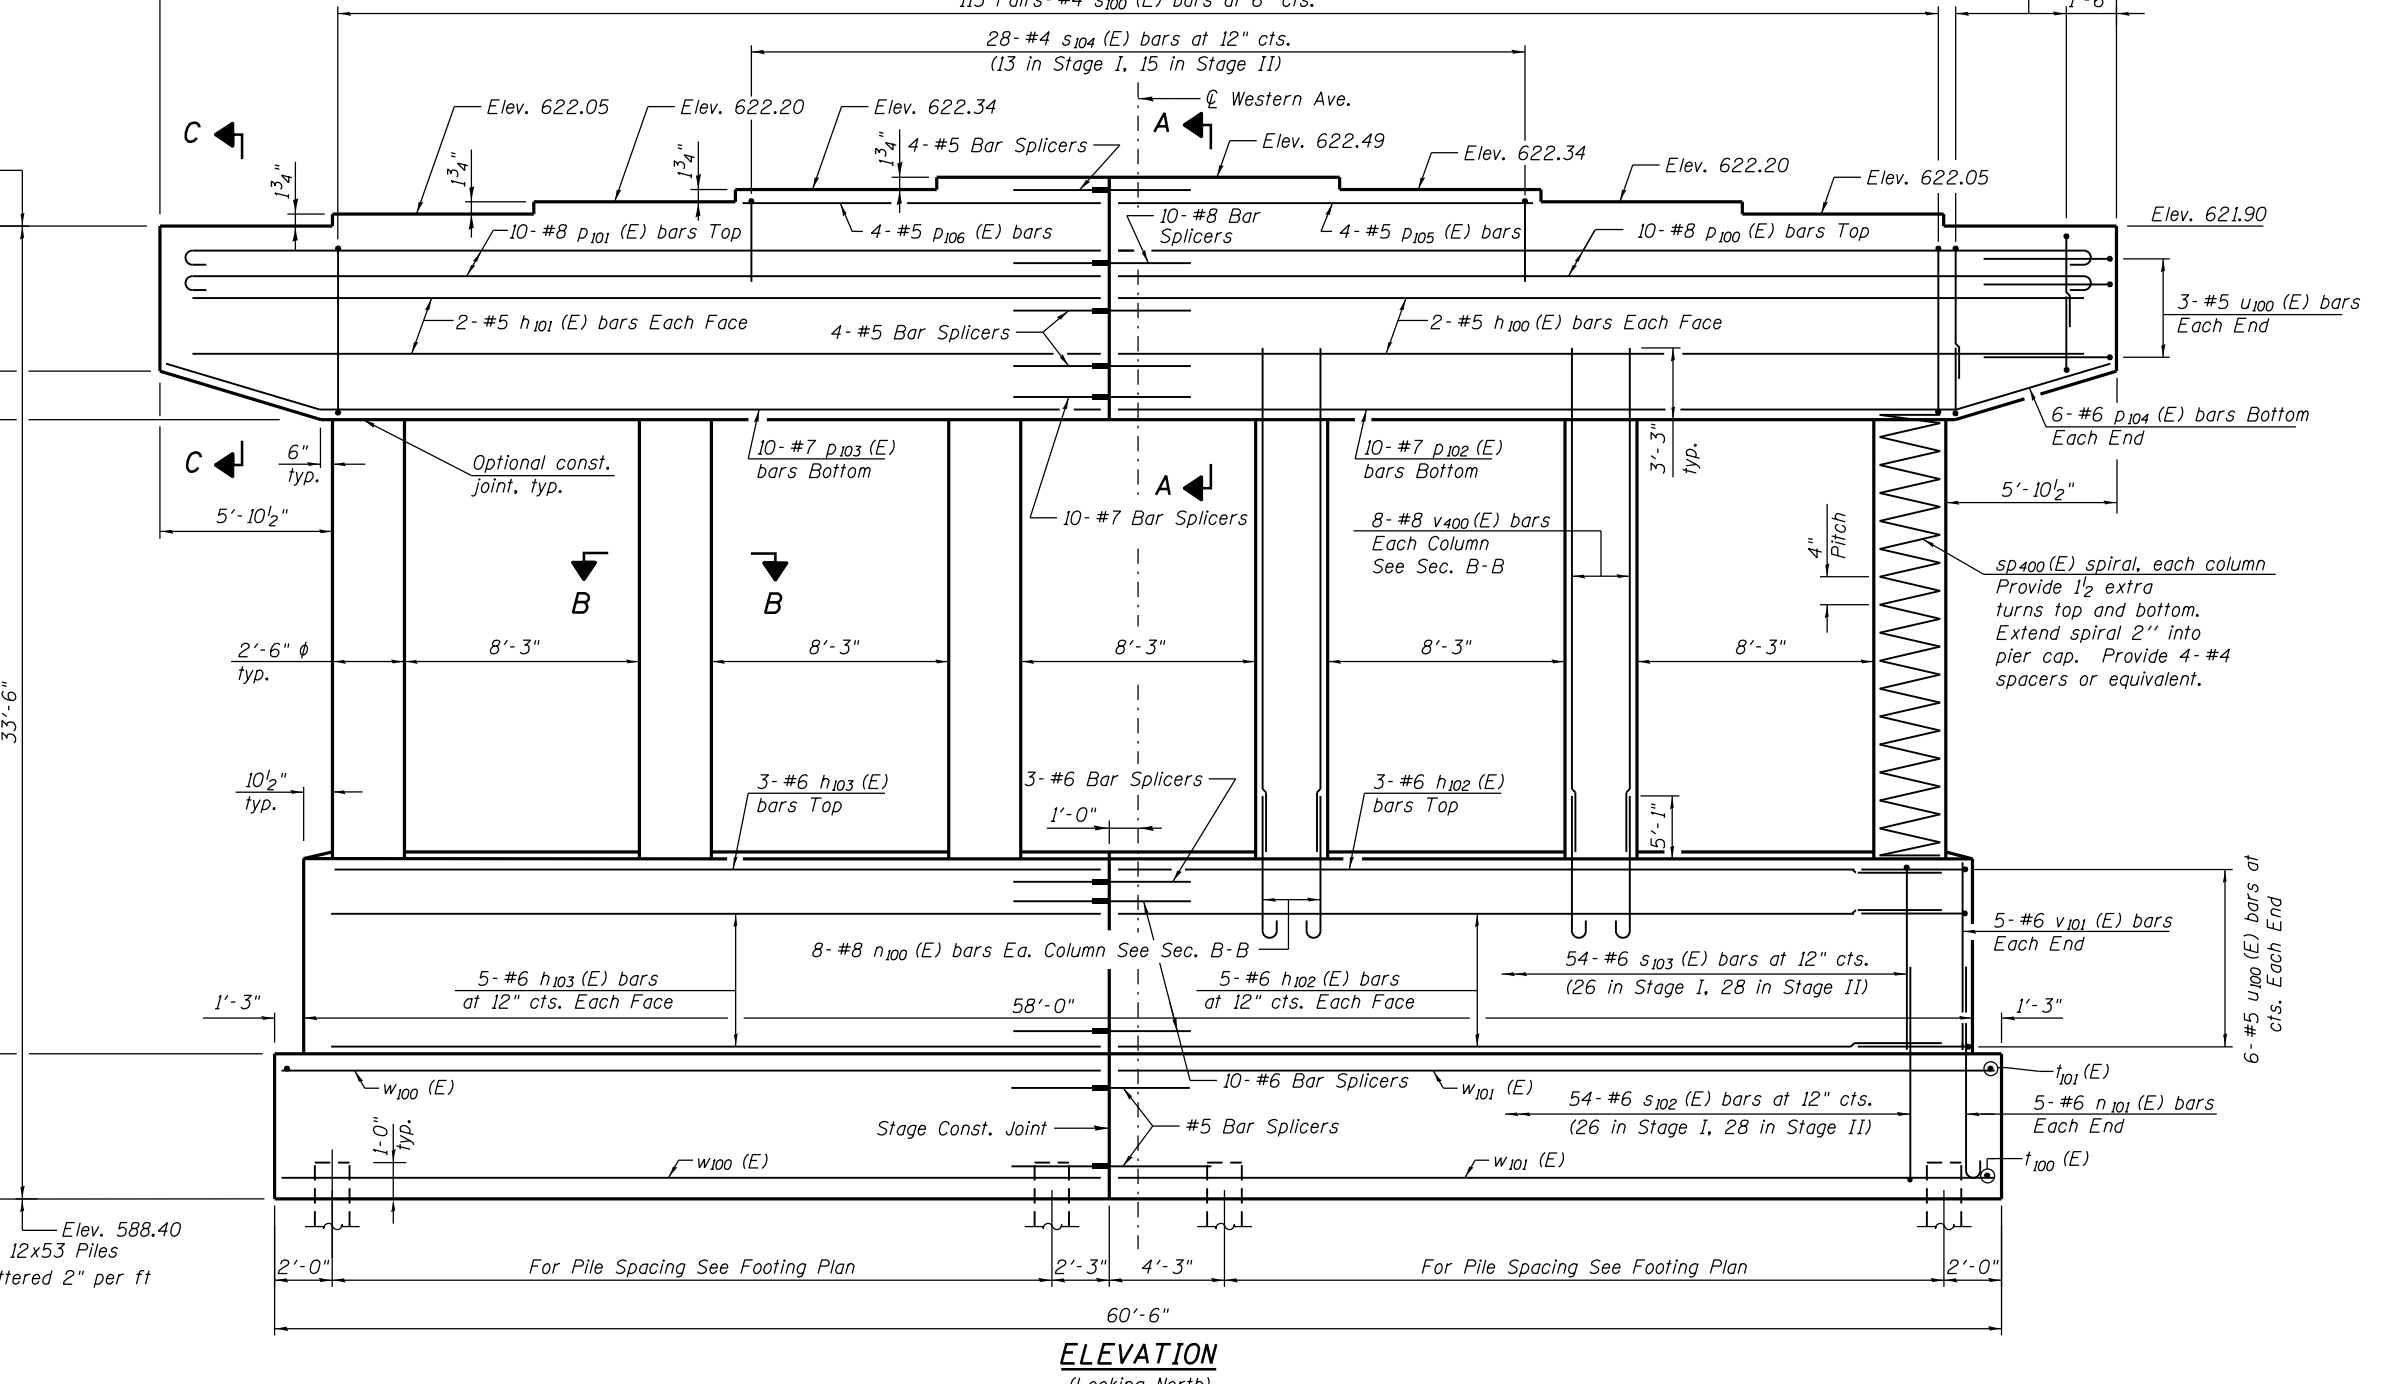 115 Pairs- #4 s100 (E) bars at 6" cts.
1'-6"
28- #4 s104 (E) bars at 12" cts.
(13 in Stage I, 15 in Stage II)
℄ Western Ave.
C
Elev. 622.05
Elev. 622.20
Elev. 622.34
A
4- #5 Bar Splicers
Elev. 622.49
Elev. 622.34
Elev. 622.20
Elev. 622.05
1¾"
1¾"
1¾"
1¾"
Elev. 621.90
10- #8 p101 (E) bars Top
4- #5 p106 (E) bars
10- #8 Bar
Splicers
4- #5 p105 (E) bars
10- #8 p100 (E) bars Top
3- #5 u100 (E) bars
Each End
2- #5 h101 (E) bars Each Face
4- #5 Bar Splicers
2- #5 h100 (E) bars Each Face
6- #6 p104 (E) bars Bottom
Each End
C
6"
typ.
Optional const.
joint, typ.
10- #7 p103 (E)
bars Bottom
A
10- #7 p102 (E)
bars Bottom
3'-3"
typ.
5'-10½"
10- #7 Bar Splicers
8- #8 v400 (E) bars
Each Column
See Sec. B-B
5'-10½"
4"
Pitch
sp400 (E) spiral, each column
Provide 1½ extra
turns top and bottom.
Extend spiral 2'' into
pier cap. Provide 4- #4
spacers or equivalent.
B
B
2'-6" ϕ
typ.
8'-3"
8'-3"
8'-3"
8'-3"
8'-3"
33'-6"
10½"
typ.
3- #6 h103 (E)
bars Top
3- #6 Bar Splicers
3- #6 h102 (E)
bars Top
1'-0"
5'-1"
8- #8 n100 (E) bars Ea. Column See Sec. B-B
5- #6 v101 (E) bars
Each End
6- #5 u100 (E) bars at
cts. Each End
54- #6 s103 (E) bars at 12" cts.
(26 in Stage I, 28 in Stage II)
5- #6 h103 (E) bars
at 12" cts. Each Face
5- #6 h102 (E) bars
at 12" cts. Each Face
1'-3"
58'-0"
1'-3"
w100 (E)
10- #6 Bar Splicers
w101 (E)
t101 (E)
54- #6 s102 (E) bars at 12" cts.
(26 in Stage I, 28 in Stage II)
5- #6 n101 (E) bars
Each End
1'-0"
typ.
Stage Const. Joint
#5 Bar Splicers
w100 (E)
w101 (E)
t100 (E)
Elev. 588.40
12x53 Piles
ttered 2" per ft
2'-0"
For Pile Spacing See Footing Plan
2'-3"
4'-3"
For Pile Spacing See Footing Plan
2'-0"
60'-6"
ELEVATION
(Looking North)